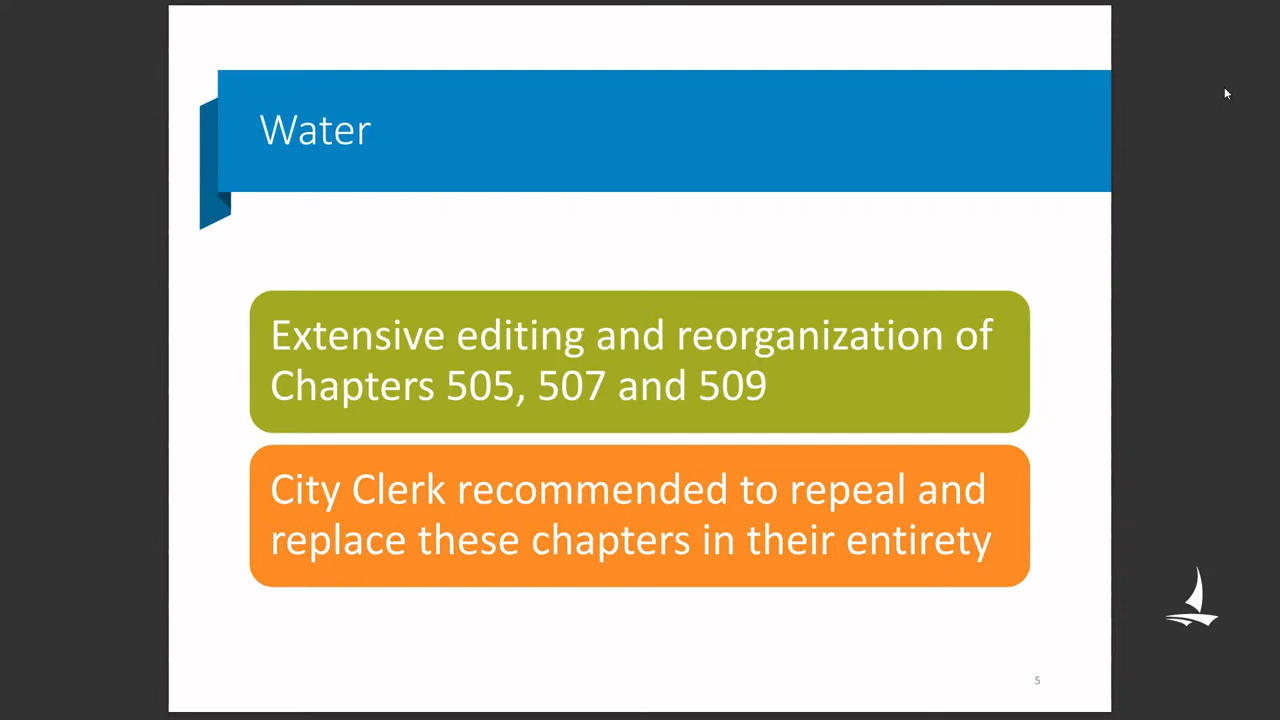 Water
Extensive editing and reorganization of
Chapters 505, 507 and 509
City Clerk recommended to repeal and
replace these chapters in their entirety
5